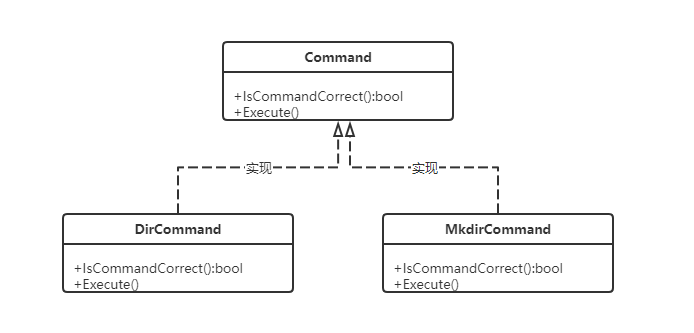 Command
+IsCommandCorrect():bool
+Execute()
实现
实现
DirCommand
+IsCommandCorrect():bool
+Execute()
MkdirCommand
+IsCommandCorrect():bool
+Execute()